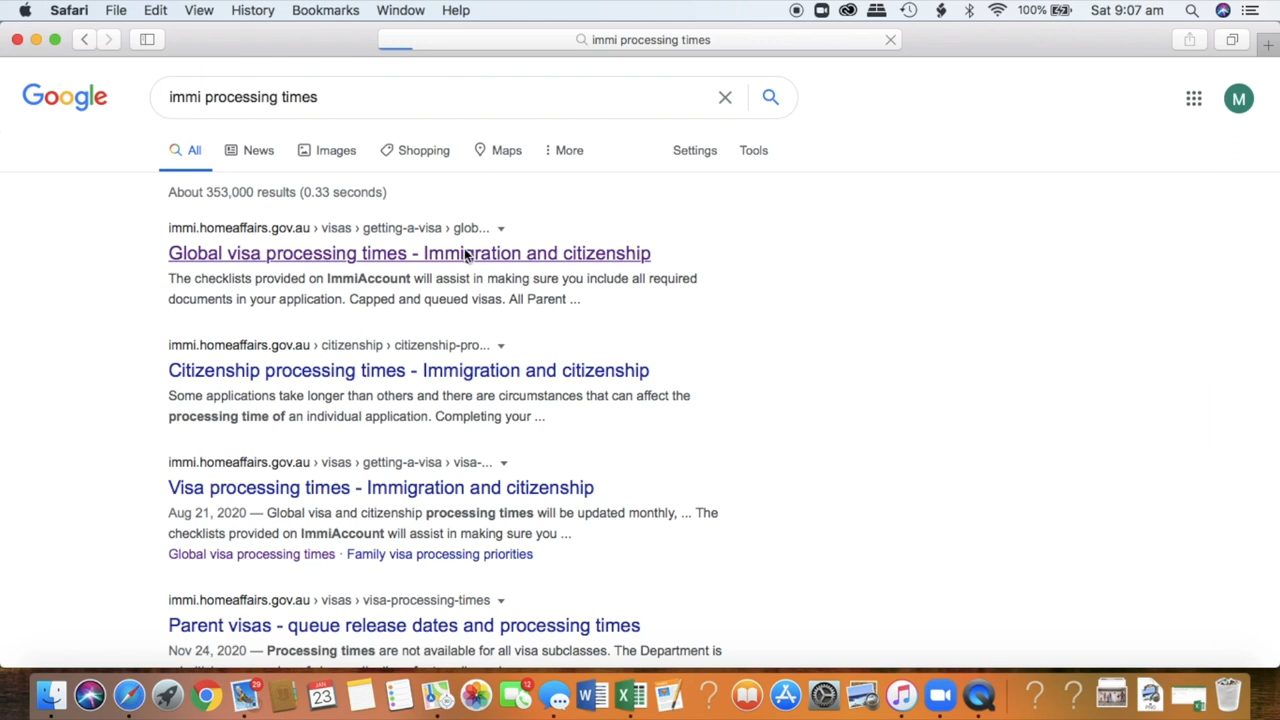 Safari File Edit View History Bookmarks Window Help 100% Sat 9:07 am
immi processing times
Google immi processing times M
All News Images Shopping Maps More Settings Tools
About 353,000 results (0.33 seconds)
immi.homeaffairs.gov.au › visas › getting-a-visa › glob...
Global visa processing times - Immigration and citizenship
The checklists provided on ImmiAccount will assist in making sure you include all required
documents in your application. Capped and queued visas. All Parent ...
immi.homeaffairs.gov.au › citizenship › citizenship-pro...
Citizenship processing times - Immigration and citizenship
Some applications take longer than others and there are circumstances that can affect the
processing time of an individual application. Completing your ...
immi.homeaffairs.gov.au › visas › getting-a-visa › visa-...
Visa processing times - Immigration and citizenship
Aug 21, 2020 — Global visa and citizenship processing times will be updated monthly, ... The
checklists provided on ImmiAccount will assist in making sure you ...
Global visa processing times · Family visa processing priorities
immi.homeaffairs.gov.au › visas › visa-processing-times
Parent visas - queue release dates and processing times
Nov 24, 2020 — Processing times are not available for all visa subclasses. The Department is
29 JAN 23 12 W X